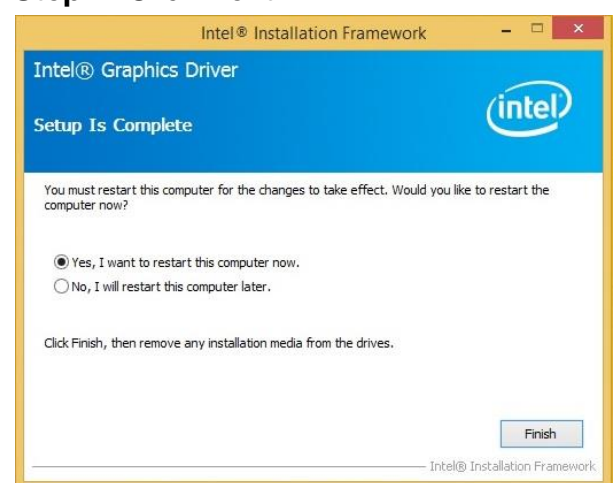 Intel® Installation Framework
Intel® Graphics Driver
intel
Setup Is Complete
You must restart this computer for the changes to take effect. Would you like to restart the
computer now?
Yes, I want to restart this computer now.
No, I will restart this computer later.
Click Finish, then remove any installation media from the drives.
Finish
Intel® Installation Framework